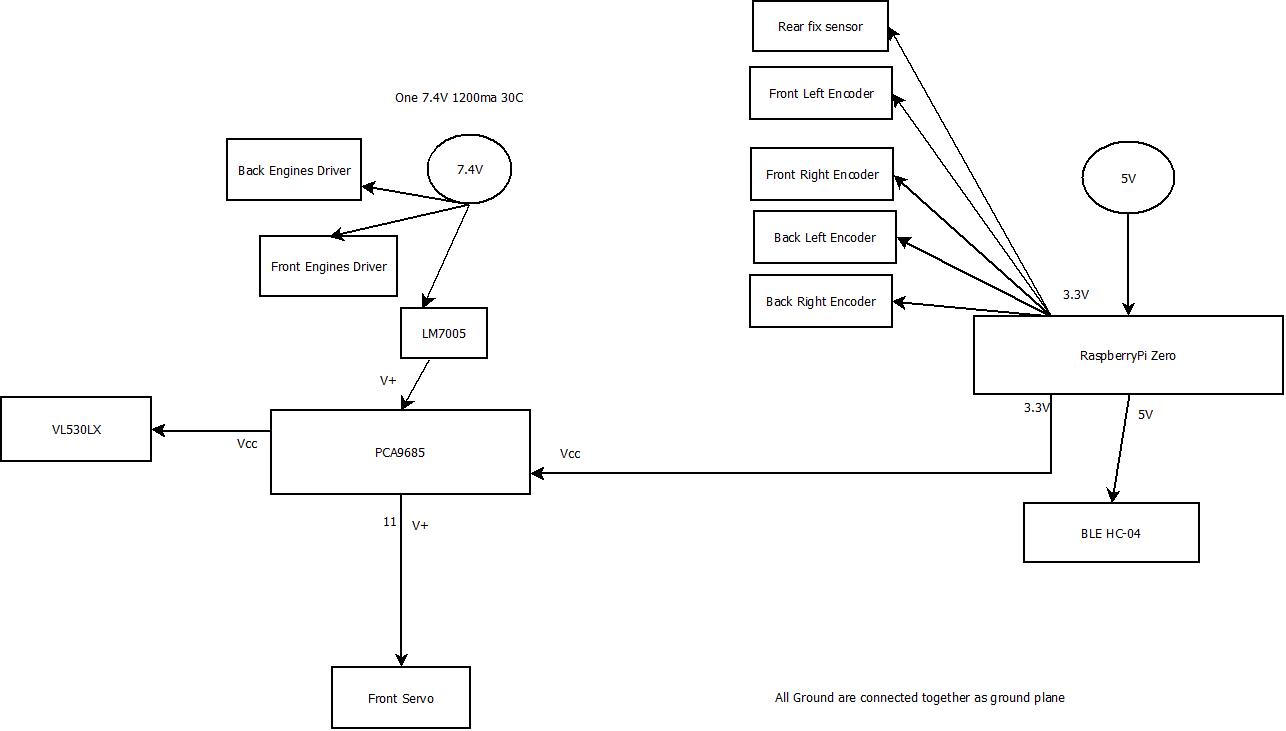 Rear fix sensor
Front Left Encoder
One 7.4V 1200ma 30C
Back Engines Driver
7.4V
Front Right Encoder
5V
Back Left Encoder
Front Engines Driver
Back Right Encoder
3.3V
LM7005
RaspberryPi Zero
V+
3.3V
5V
VL530LX
Vcc
PCA9685
Vcc
11
V+
BLE HC-04
Front Servo
All Ground are connected together as ground plane